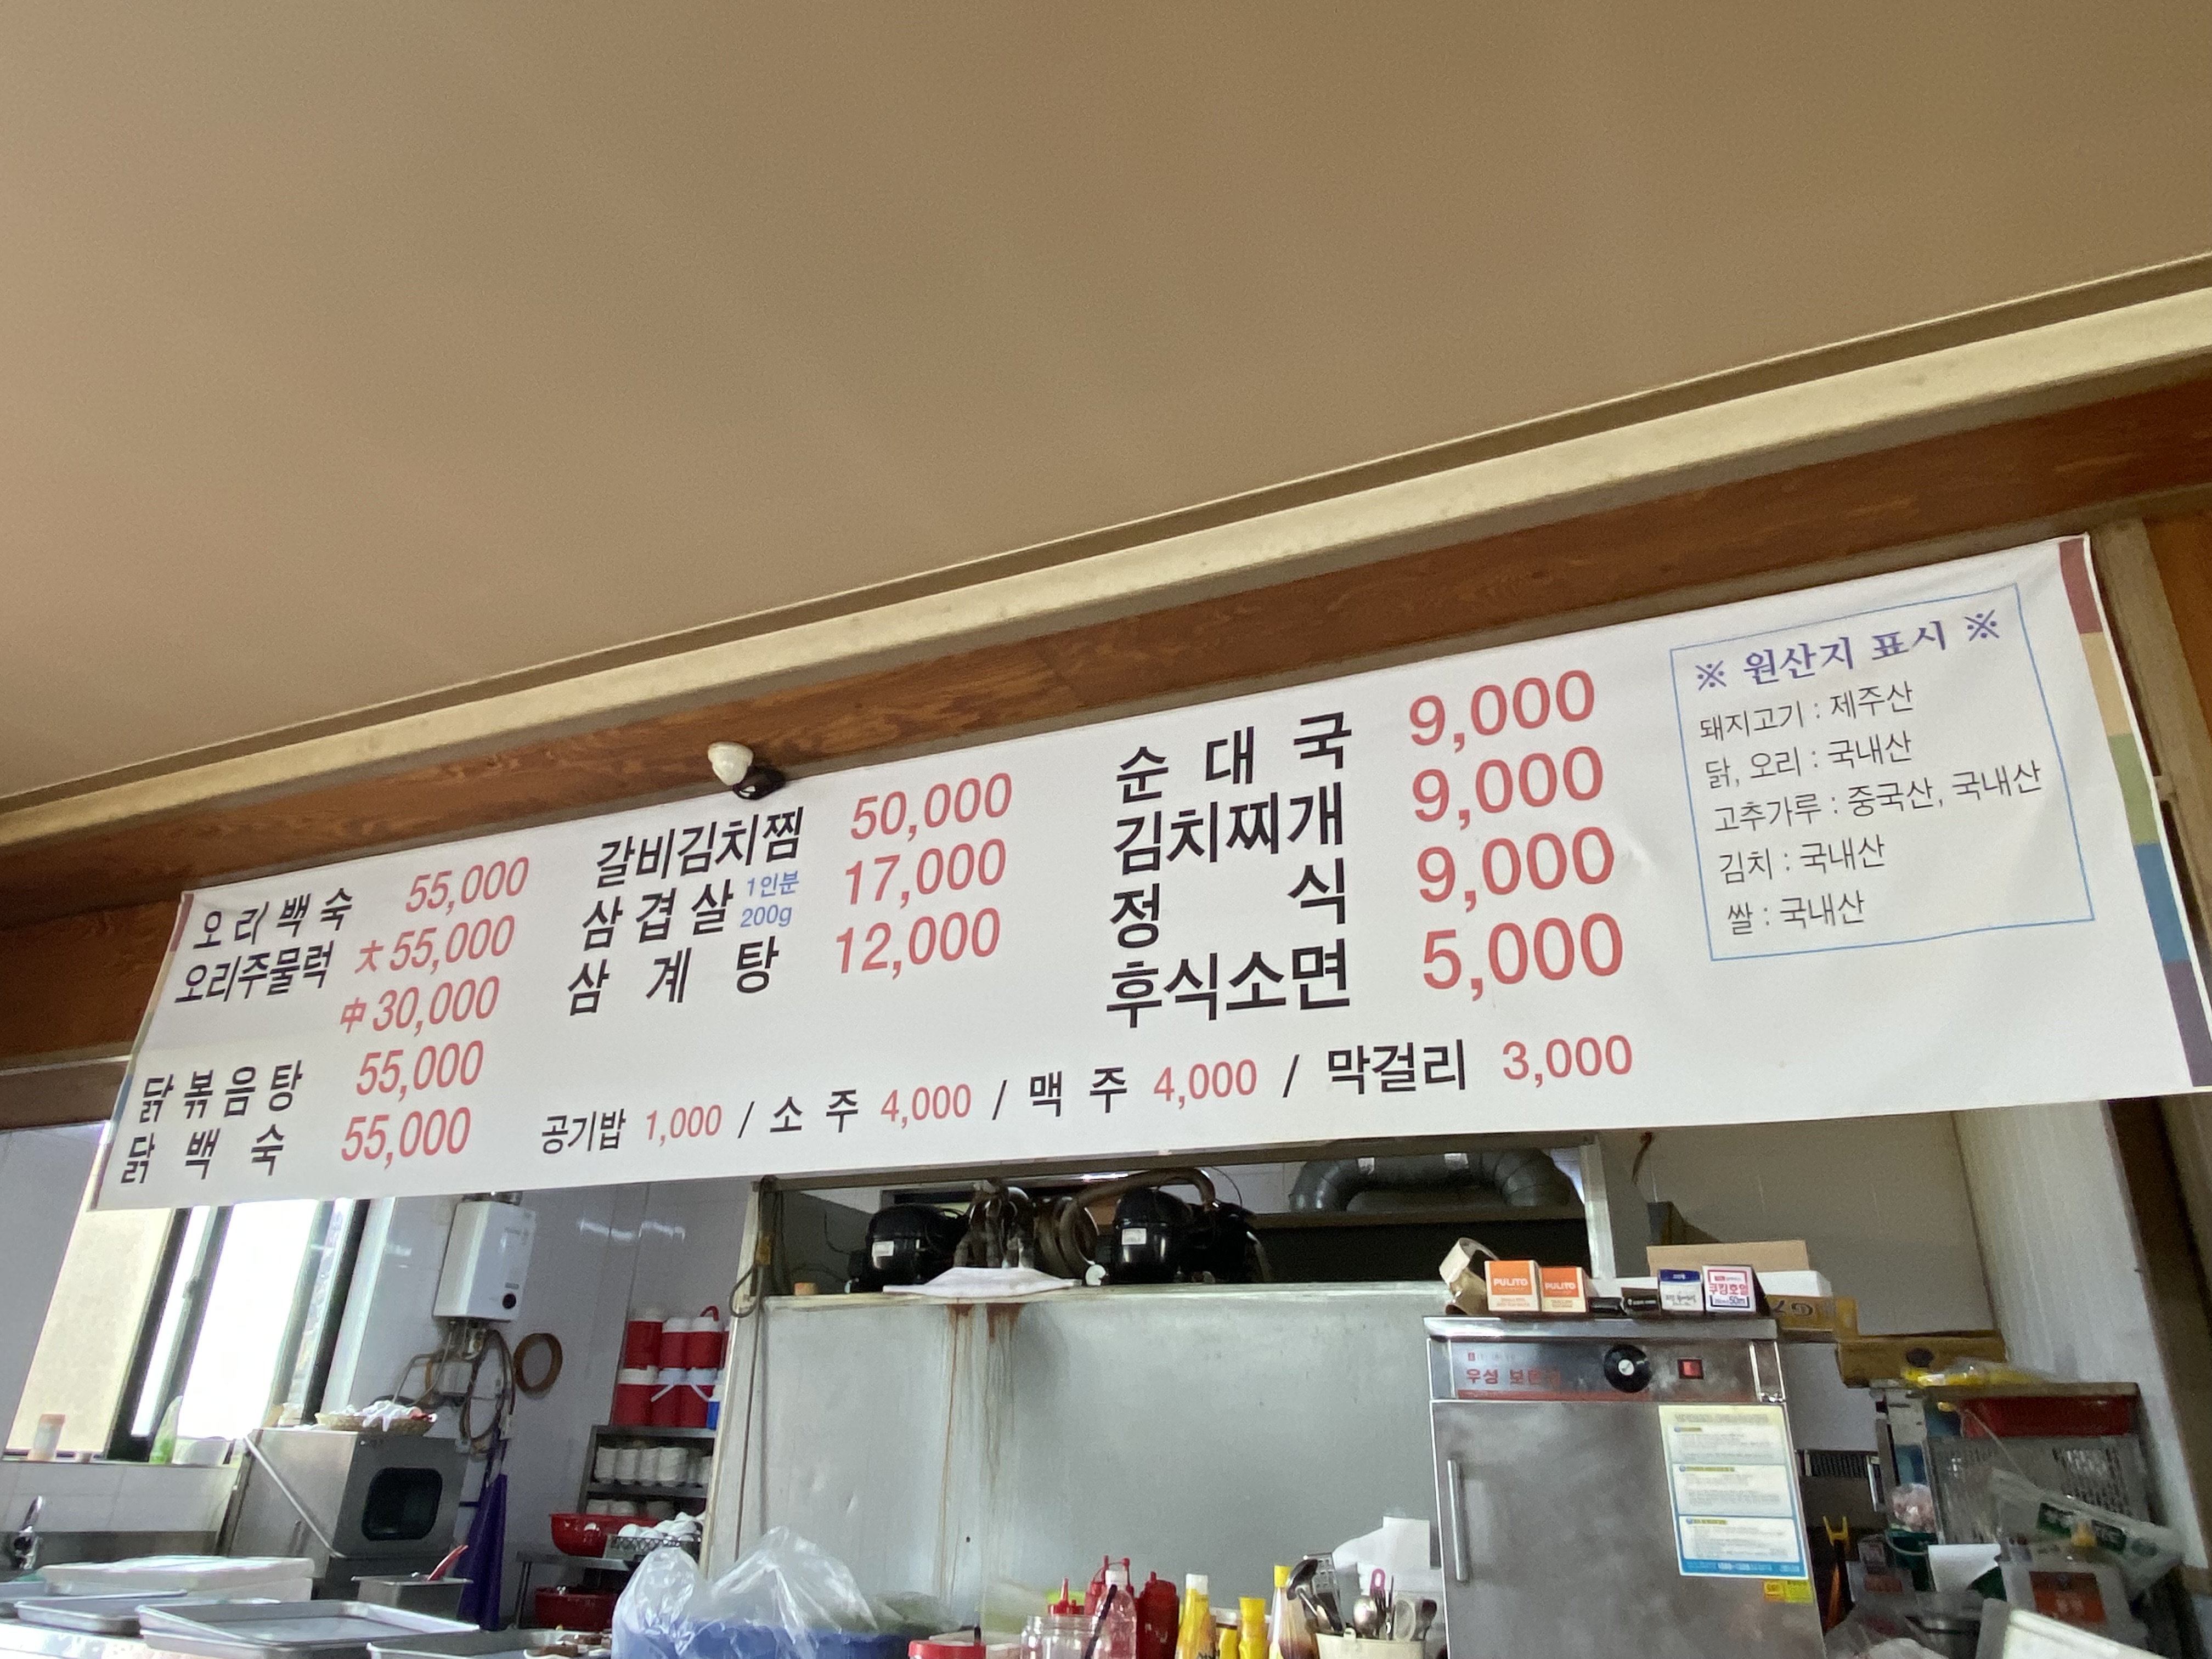 오리백숙 55,000
오리주물럭 大 55,000
中 30,000
닭볶음탕 55,000
닭백숙 55,000
갈비김치찜 50,000
삼겹살 1인분 200g 17,000
삼계탕 12,000
순대국 9,000
김치찌개 9,000
정식 9,000
후식소면 5,000
공기밥 1,000 / 소주 4,000 / 맥주 4,000 / 막걸리 3,000
※ 원산지 표시 ※
돼지고기 : 제주산
닭, 오리 : 국내산
고추가루 : 중국산, 국내산
김치 : 국내산
쌀 : 국내산
PULITO
PULITO
쿠킹호일
우성